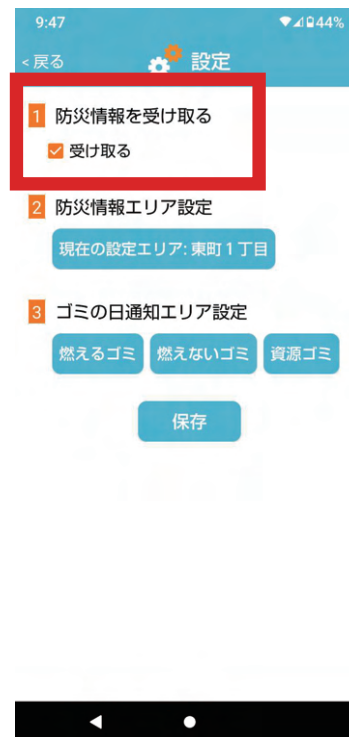 9:47 44%
<戻る 設定
1 防災情報を受け取る
受け取る
2 防災情報エリア設定
現在の設定エリア:東町1丁目
3 ゴミの日通知エリア設定
燃えるゴミ 燃えないゴミ 資源ゴミ
保存